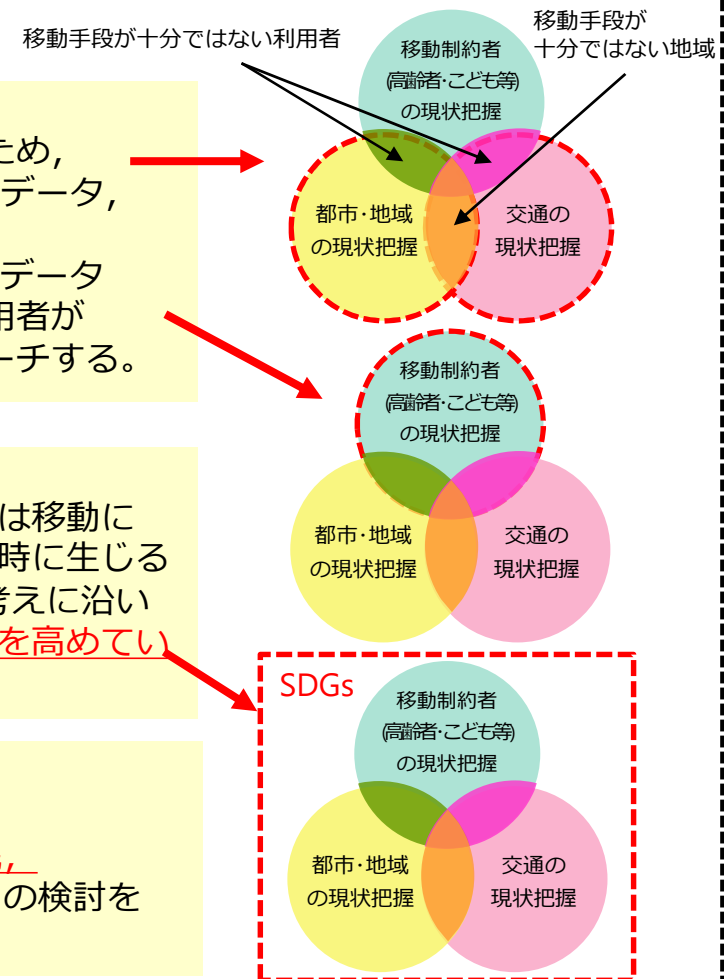 移動手段が十分ではない利用者
移動手段が
十分ではない地域
移動制約者
(高齢者･こども等)
の現状把握
都市･地域
の現状把握
交通の
現状把握
ため,
データ,
データ
用者が
ーチする。
移動制約者
(高齢者･こども等)
の現状把握
都市･地域
の現状把握
交通の
現状把握
は移動に
時に生じる
考えに沿い
を高めてい
SDGs
移動制約者
(高齢者･こども等)
の現状把握
都市･地域
の現状把握
交通の
現状把握
の検討を